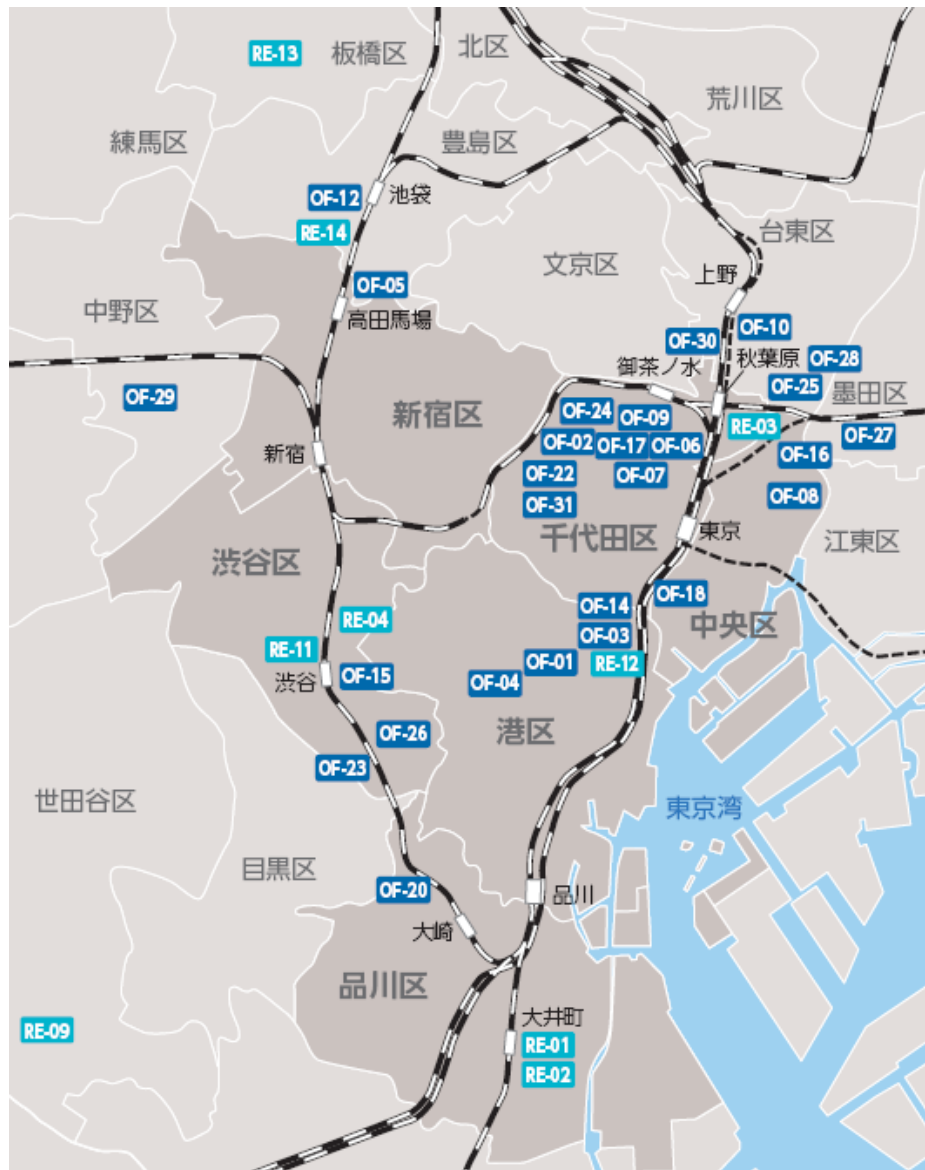 北区
RE-13
板橋区
荒川区
練馬区
豊島区
OF-12
池袋
RE-14
台東区
文京区
上野
OF-05
中野区
高田馬場
OF-10
OF-30
御茶ノ水
秋葉原
OF-28
OF-25
墨田区
OF-29
新宿区
OF-24
OF-09
RE-03
OF-27
OF-02
OF-17
OF-06
OF-16
新宿
OF-22
OF-07
OF-08
OF-31
千代田区
東京
江東区
渋谷区
OF-18
OF-14
RE-04
OF-03
中央区
RE-11
OF-01
RE-12
渋谷
OF-15
OF-04
港区
OF-26
OF-23
世田谷区
東京湾
目黒区
OF-20
品川
大崎
品川区
大井町
RE-09
RE-01
RE-02